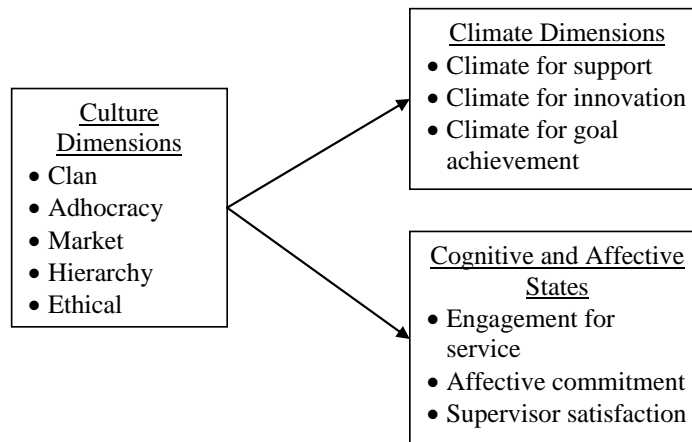 Culture
Dimensions
• Clan
• Adhocracy
• Market
• Hierarchy
• Ethical
Climate Dimensions
• Climate for support
• Climate for innovation
• Climate for goal
achievement
Cognitive and Affective
States
• Engagement for
service
• Affective commitment
• Supervisor satisfaction